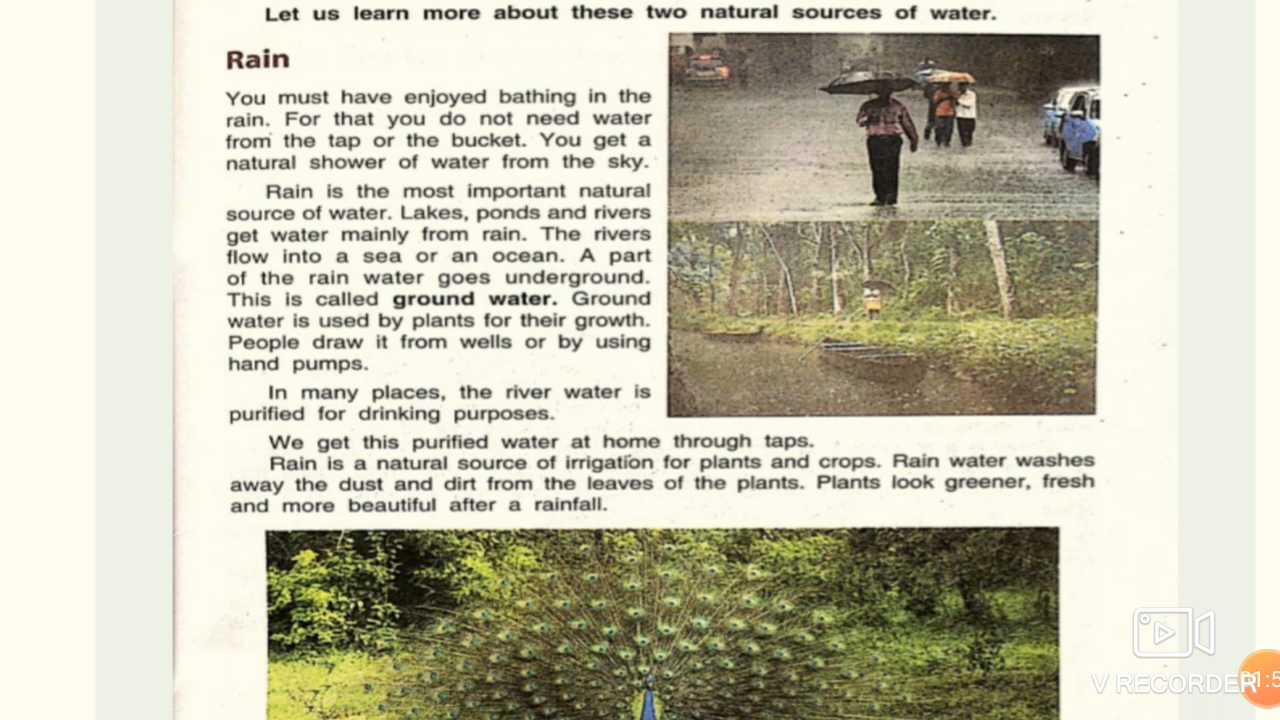 Let us learn more about these two natural sources of water.
Rain
You must have enjoyed bathing in the
rain. For that you do not need water
from the tap or the bucket. You get a
natural shower of water from the sky.
Rain is the most important natural
source of water. Lakes, ponds and rivers
get water mainly from rain. The rivers
flow into a sea or an ocean. A part
of the rain water goes underground.
This is called ground water. Ground
water is used by plants for their growth.
People draw it from wells or by using
hand pumps.
In many places, the river water is
purified for drinking purposes.
We get this purified water at home through taps.
Rain is a natural source of irrigation for plants and crops. Rain water washes
away the dust and dirt from the leaves of the plants. Plants look greener, fresh
and more beautiful after a rainfall.
V RECORDER